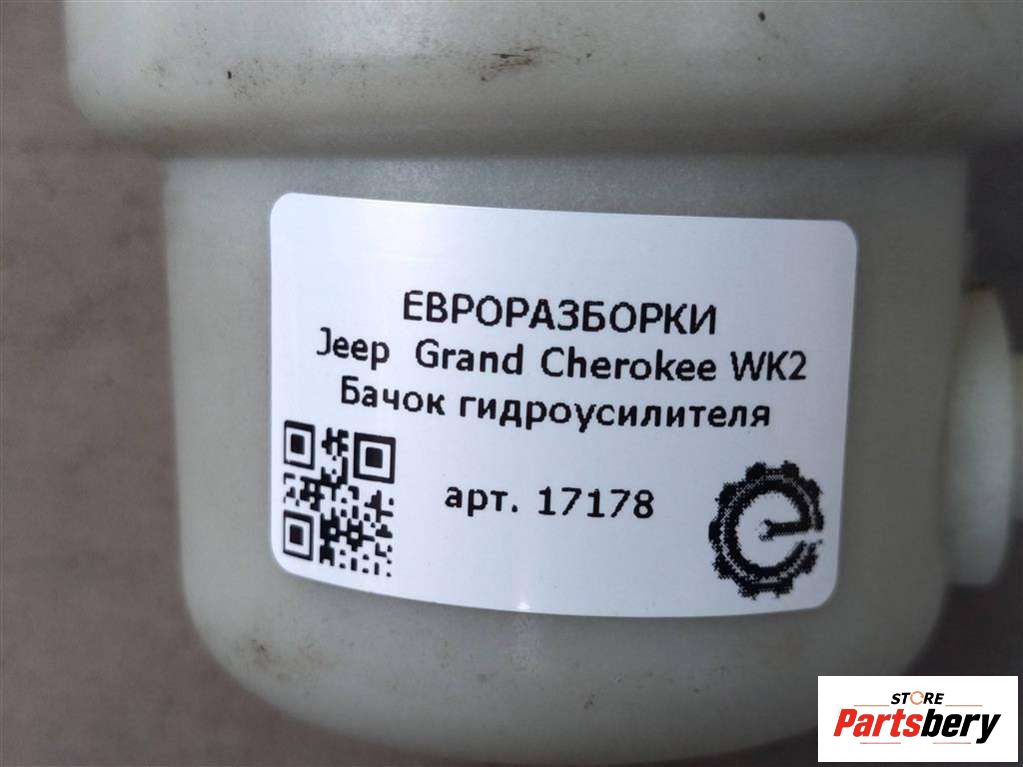 ЕВРОРАЗБОРКИ
Jeep Grand Cherokee WK2
Бачок гидроусилителя
арт. 17178
STORE
Partsbery